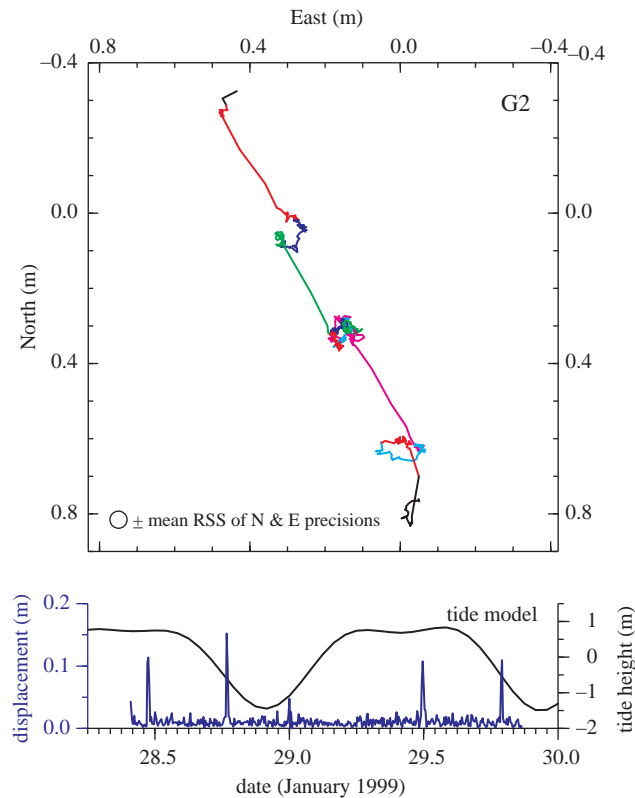 East (m)
0.8 0.4 –0.0 –0.4
–0.4 –0.4
G2
0.0 0.0
North (m)
0.4 0.4
0.8 0.8
± mean RSS of N & E precisions
0.2 1
tide model
displacement (m)
0.1 0
–1
0.0 –2
tide height (m)
28.5 29.0 29.5 30.0
date (January 1999)